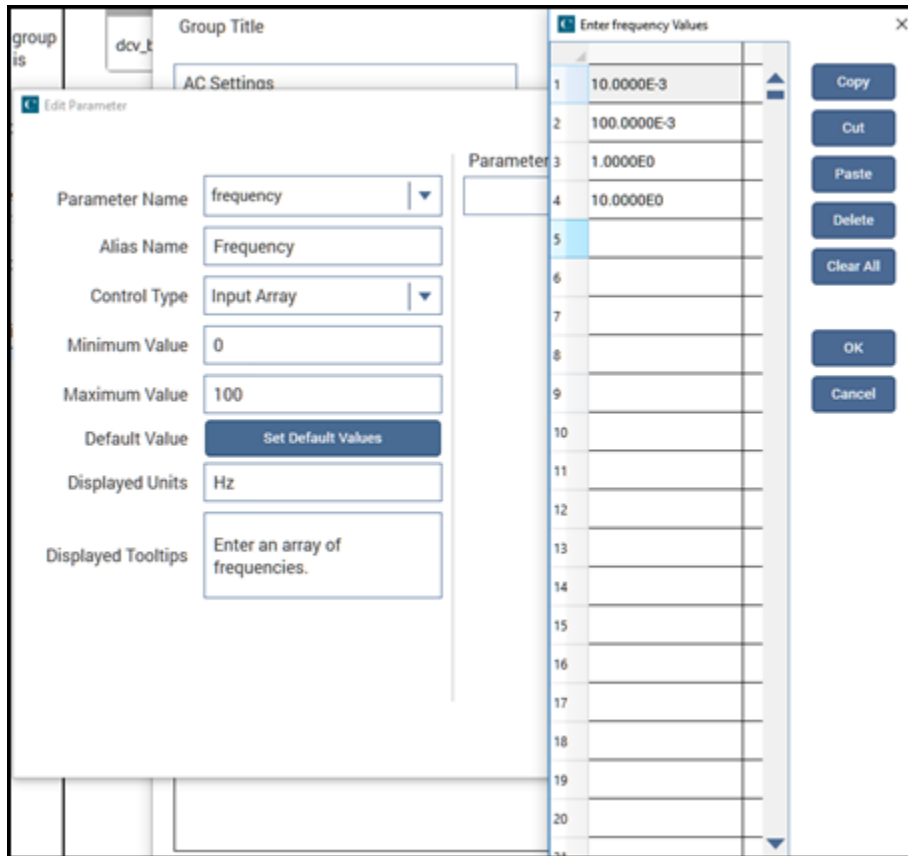 group
is
dcv_b
Group Title
AC Settings
Edit Parameter
Parameter Name
frequency
Alias Name
Frequency
Control Type
Input Array
Minimum Value
0
Maximum Value
100
Default Value
Set Default Values
Displayed Units
Hz
Displayed Tooltips
Enter an array of
frequencies.
Parameter
Enter frequency Values
1 10.0000E-3
2 100.0000E-3
3 1.0000E0
4 10.0000E0
5
6
7
8
9
10
11
12
13
14
15
16
17
18
19
20
Copy
Cut
Paste
Delete
Clear All
OK
Cancel